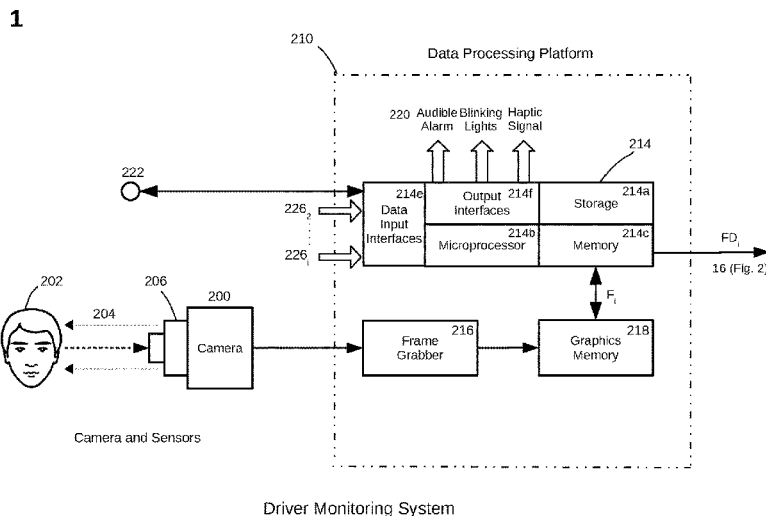 1
210
Data Processing Platform
220 Audible Alarm
Blinking Lights
Haptic Signal
222
214
214e
Data Input Interfaces
Output Interfaces 214f
214a
Storage
226₂
226ᵢ
214b
Microprocessor
214c
Memory
FDᵢ
16 (Fig. 2)
Fᵢ
202
204
206
200
Camera
216
Frame Grabber
218
Graphics Memory
Camera and Sensors
Driver Monitoring System